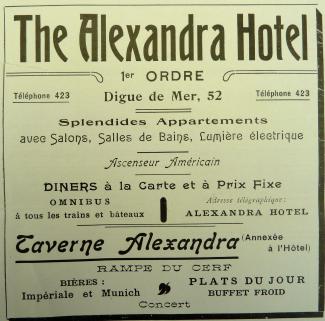 The Alexandra Hotel
1er ORDRE
Téléphone 423
Digue de Mer, 52
Téléphone 423
Splendides Appartements
avec Salons, Salles de Bains, Lumière électrique
Ascenseur Américain
DINERS à la Carte et à Prix Fixe
OMNIBUS
à tous les trains et bâteaux
Adresse télégraphique:
ALEXANDRA HOTEL
Taverne Alexandra (Annexée
à l'Hôtel)
RAMPE DU CERF
BIÈRES:
Impériale et Munich
PLATS DU JOUR
BUFFET FROID
Concert